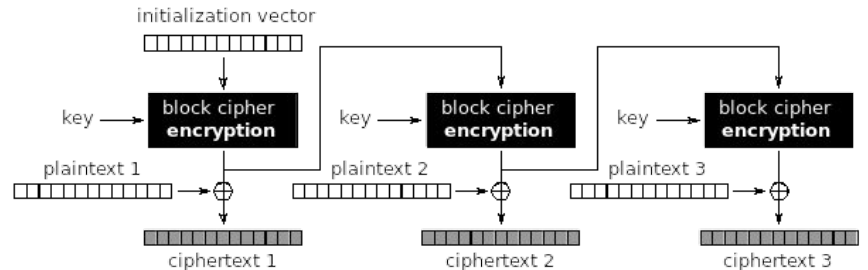 initialization vector
key
block cipher
encryption
key
block cipher
encryption
key
block cipher
encryption
plaintext 1
plaintext 2
plaintext 3
ciphertext 1
ciphertext 2
ciphertext 3